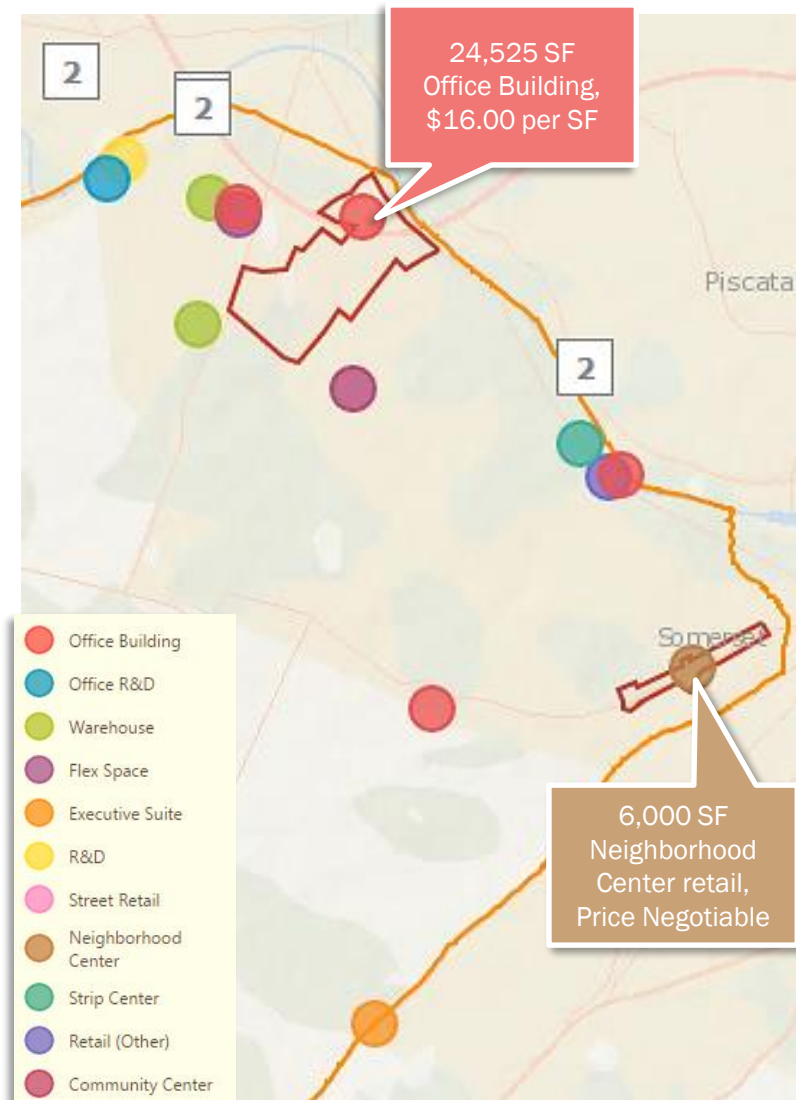 2
2
24,525 SF
Office Building,
$16.00 per SF
Piscata
2
Somerset
6,000 SF
Neighborhood
Center retail,
Price Negotiable
Office Building
Office R&D
Warehouse
Flex Space
Executive Suite
R&D
Street Retail
Neighborhood
Center
Strip Center
Retail (Other)
Community Center